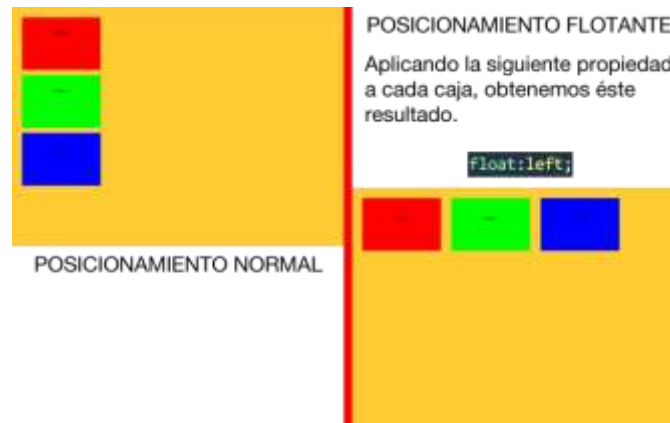 POSICIONAMIENTO NORMAL
POSICIONAMIENTO FLOTANTE
Aplicando la siguiente propiedad
a cada caja, obtenemos éste
resultado.
float:left;